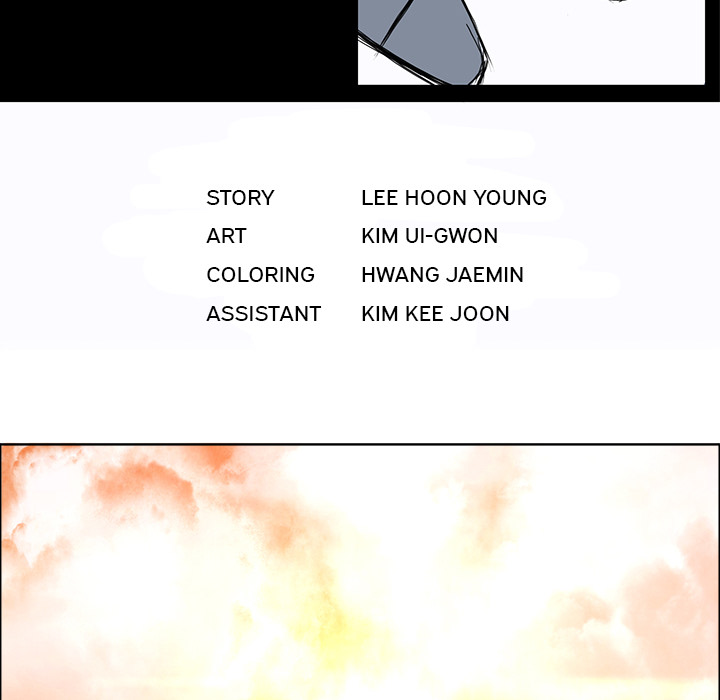 STORY LEE HOON YOUNG
ART KIM UI-GWON
COLORING HWANG JAEMIN
ASSISTANT KIM KEE JOON